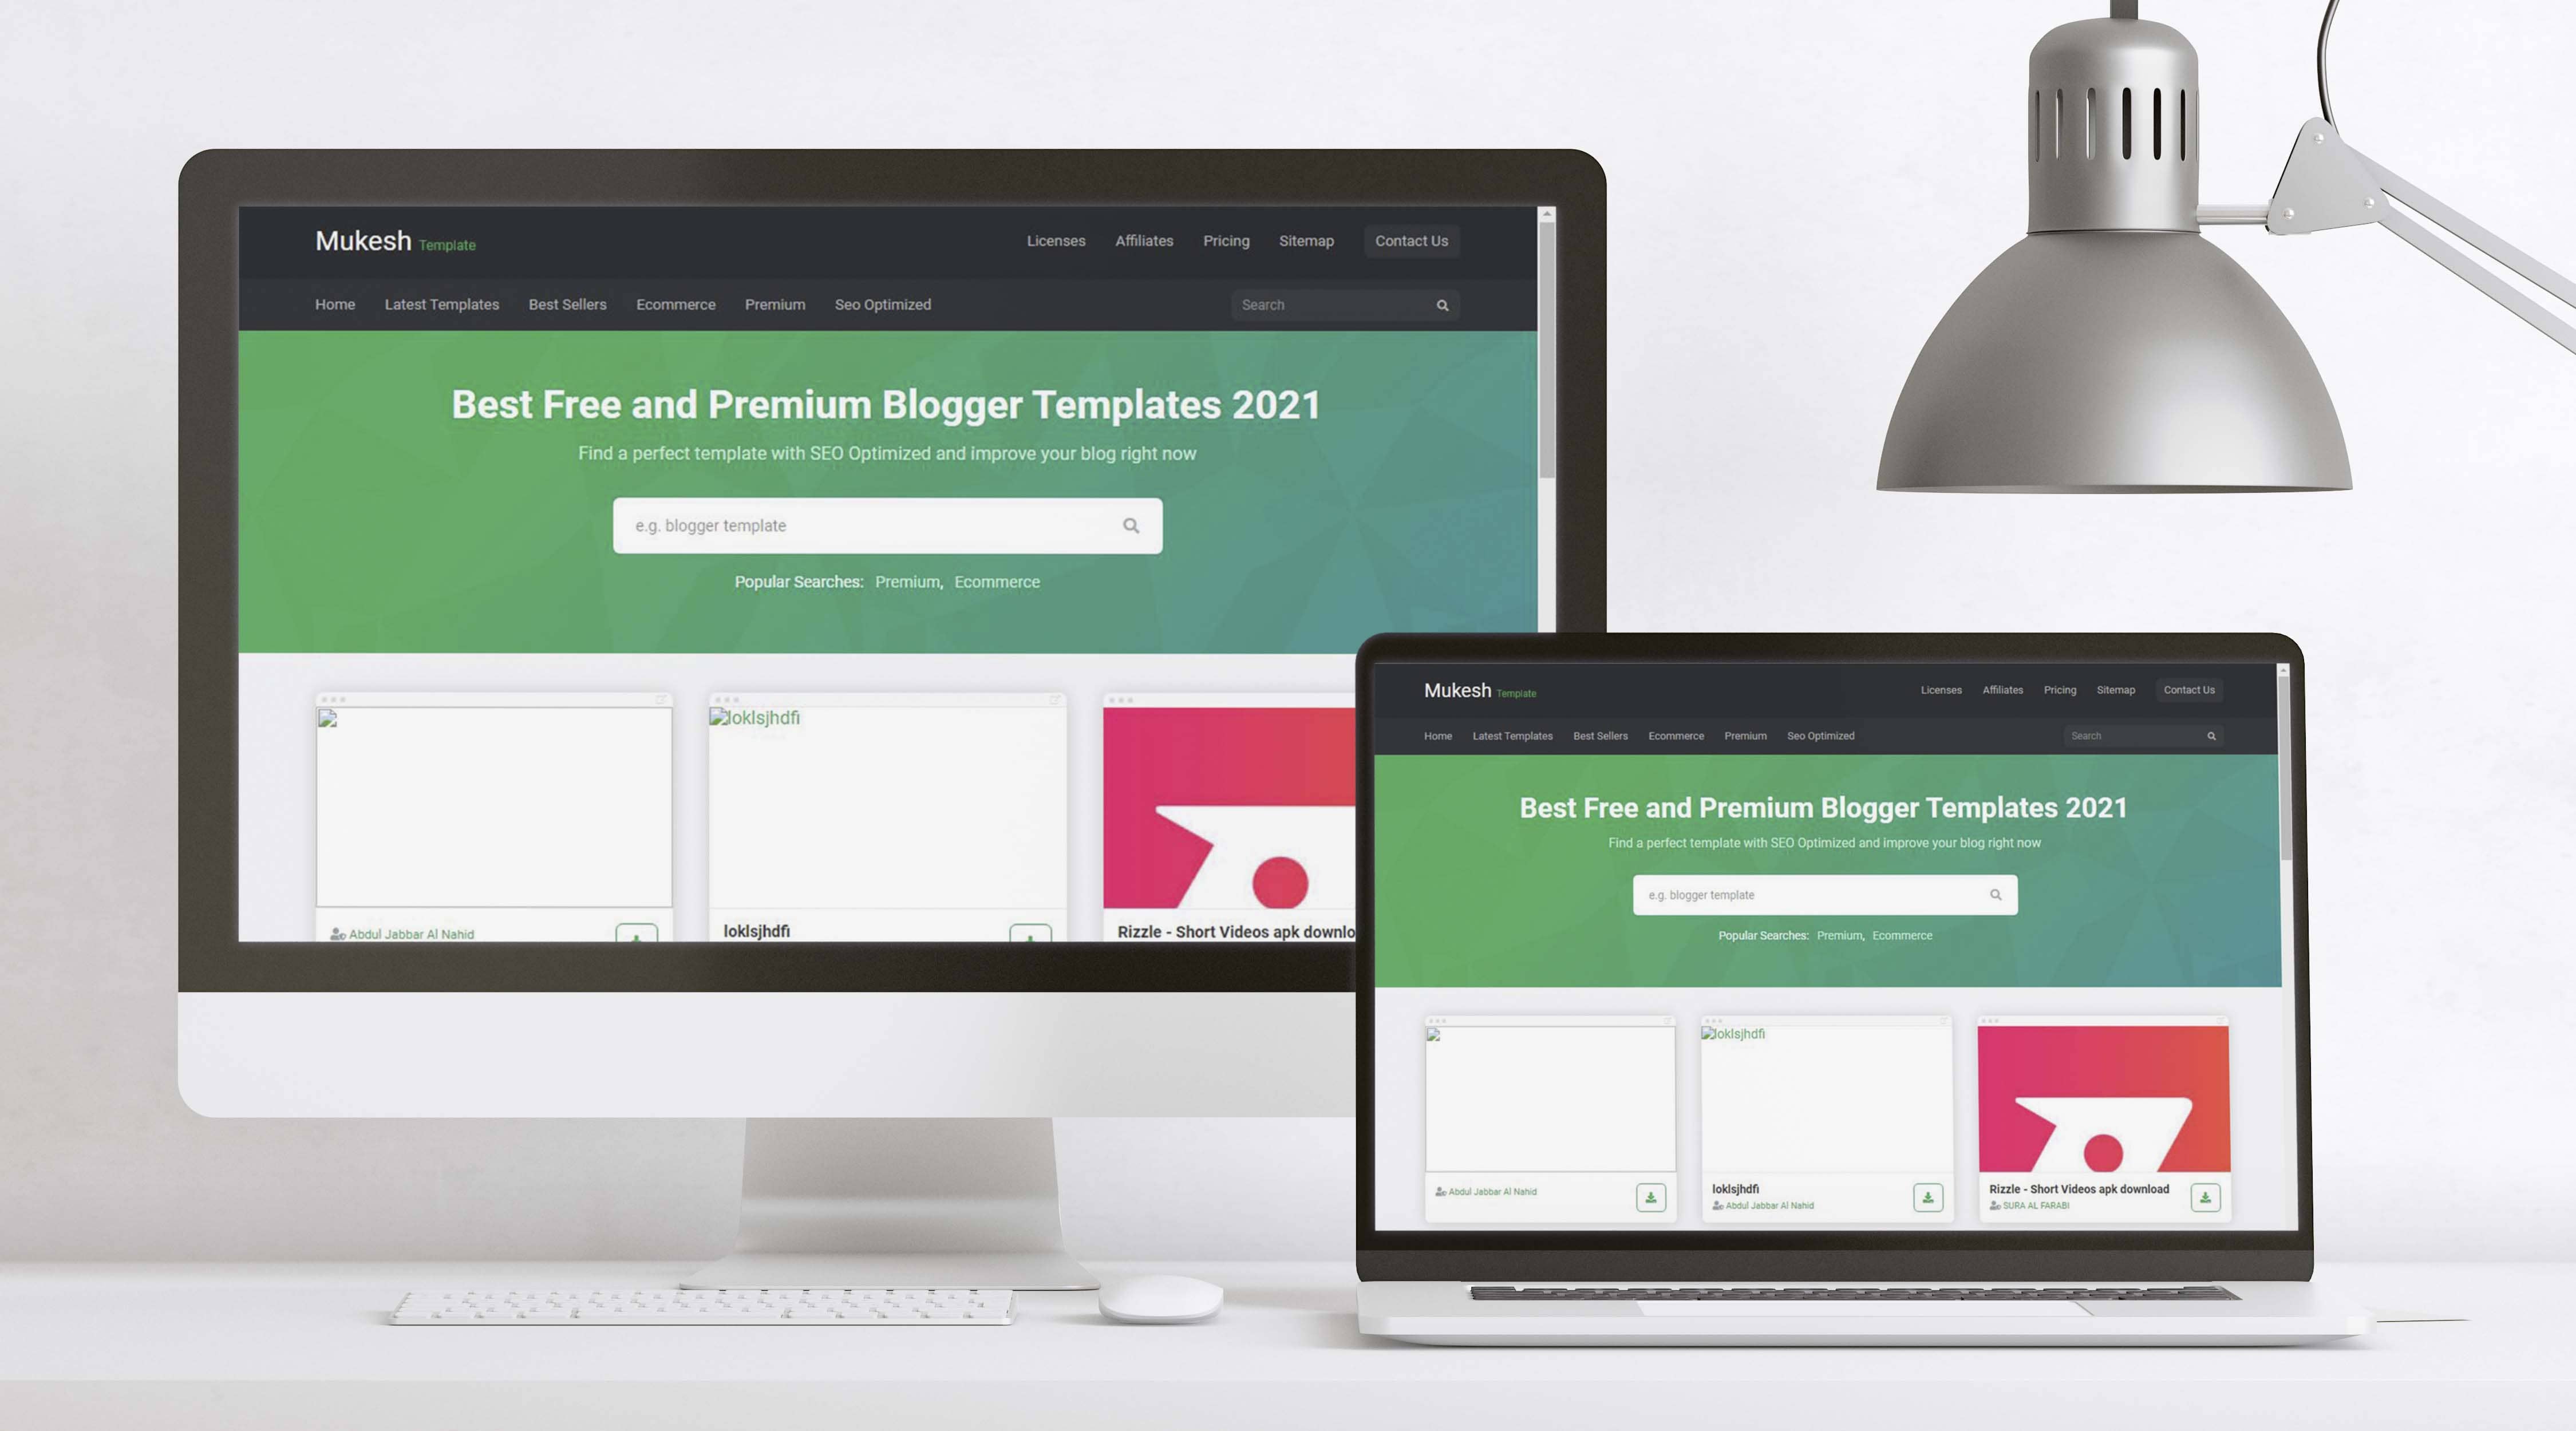 Mukesh Template
Licenses Affiliates Pricing Sitemap Contact Us
Home Latest Templates Best Sellers Ecommerce Premium Seo Optimized Search
Best Free and Premium Blogger Templates 2021
Find a perfect template with SEO Optimized and improve your blog right now
e.g. blogger template
Popular Searches: Premium, Ecommerce
loklsjhdfi
Abdul Jabbar Al Nahid
loklsjhdfi
Rizzle - Short Videos apk downlo
Mukesh Template
Licenses Affiliates Pricing Sitemap Contact Us
Home Latest Templates Best Sellers Ecommerce Premium Seo Optimized Search
Best Free and Premium Blogger Templates 2021
Find a perfect template with SEO Optimized and improve your blog right now
e.g. blogger template
Popular Searches: Premium, Ecommerce
loklsjhdfi
Abdul Jabbar Al Nahid
loklsjhdfi
Abdul Jabbar Al Nahid
Rizzle - Short Videos apk download
SURA AL FARABI